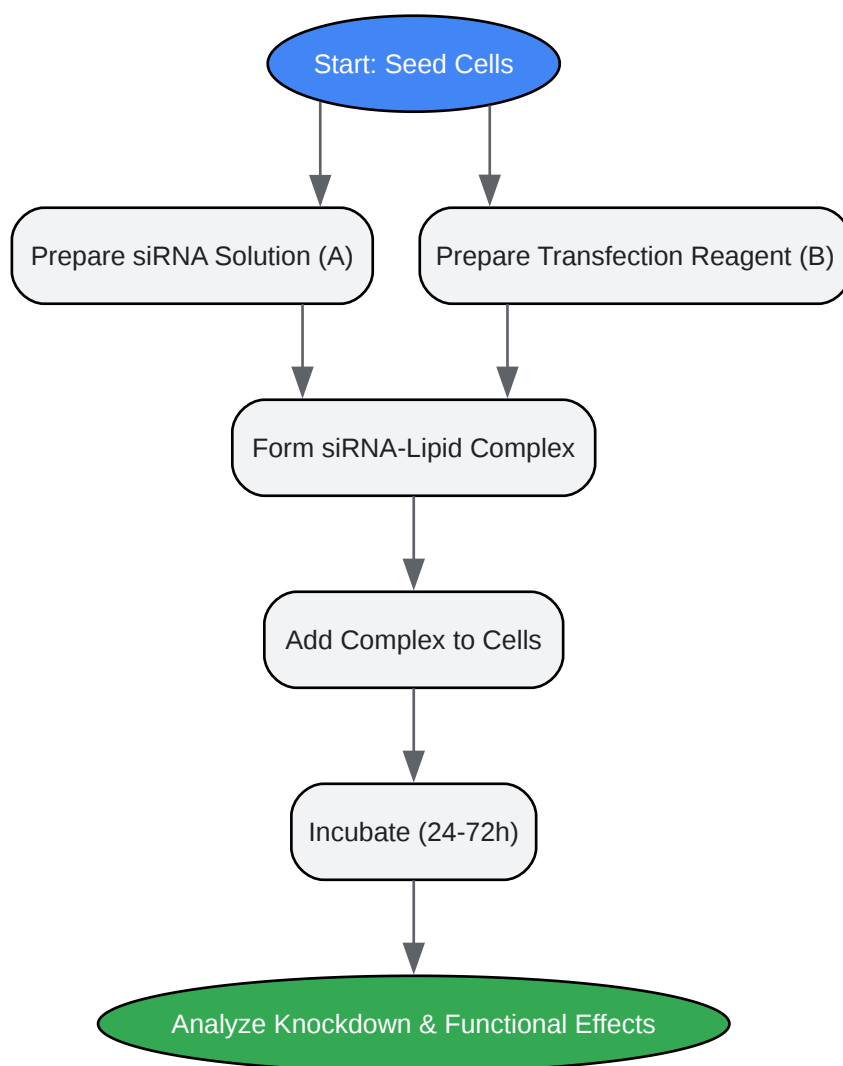 Start: Seed Cells
Prepare siRNA Solution (A)
Prepare Transfection Reagent (B)
Form siRNA-Lipid Complex
Add Complex to Cells
Incubate (24-72h)
Analyze Knockdown & Functional Effects